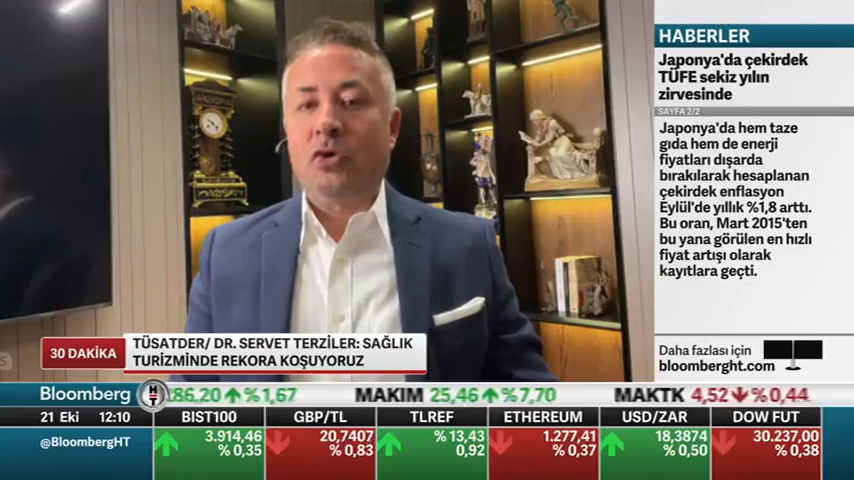 HABERLER
Japonya'da çekirdek
TÜFE sekiz yılın
zirvesinde
SAYFA 2/2
Japonya'da hem taze
gıda hem de enerji
fiyatları dışarda
bırakılarak hesaplanan
çekirdek enflasyon
Eylül'de yıllık %1,8 arttı.
Bu oran, Mart 2015'ten
bu yana görülen en hızlı
fiyat artışı olarak
kayıtlara geçti.
Daha fazlası için
bloomberght.com
30 DAKİKA
TÜSATDER/ DR. SERVET TERZİLER: SAĞLIK
TURİZMİNDE REKORA KOŞUYORUZ
Bloomberg HT 186,20 %1,67 MAKIM 25,46 %7,70 MAKTK 4,52 %0,44
21 Eki 12:10 BIST100 GBP/TL TLREF ETHEREUM USD/ZAR DOW FUT
@BloombergHT 3.914,46 20,7407 % 13,43 1.277,41 18,3874 30.237,00
% 0,35 % 0,83 0,92 % 0,37 % 0,50 % 0,38